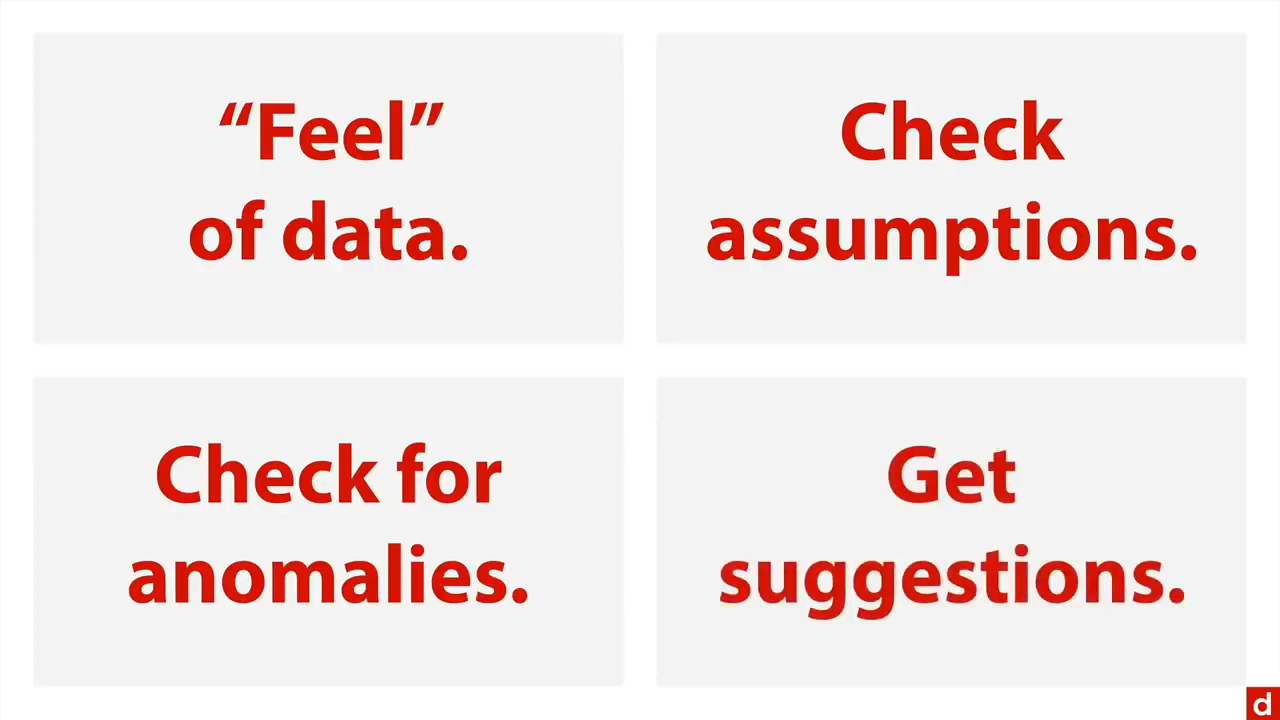 “Feel”
of data.
Check
assumptions.
Check for
anomalies.
Get
suggestions.
d